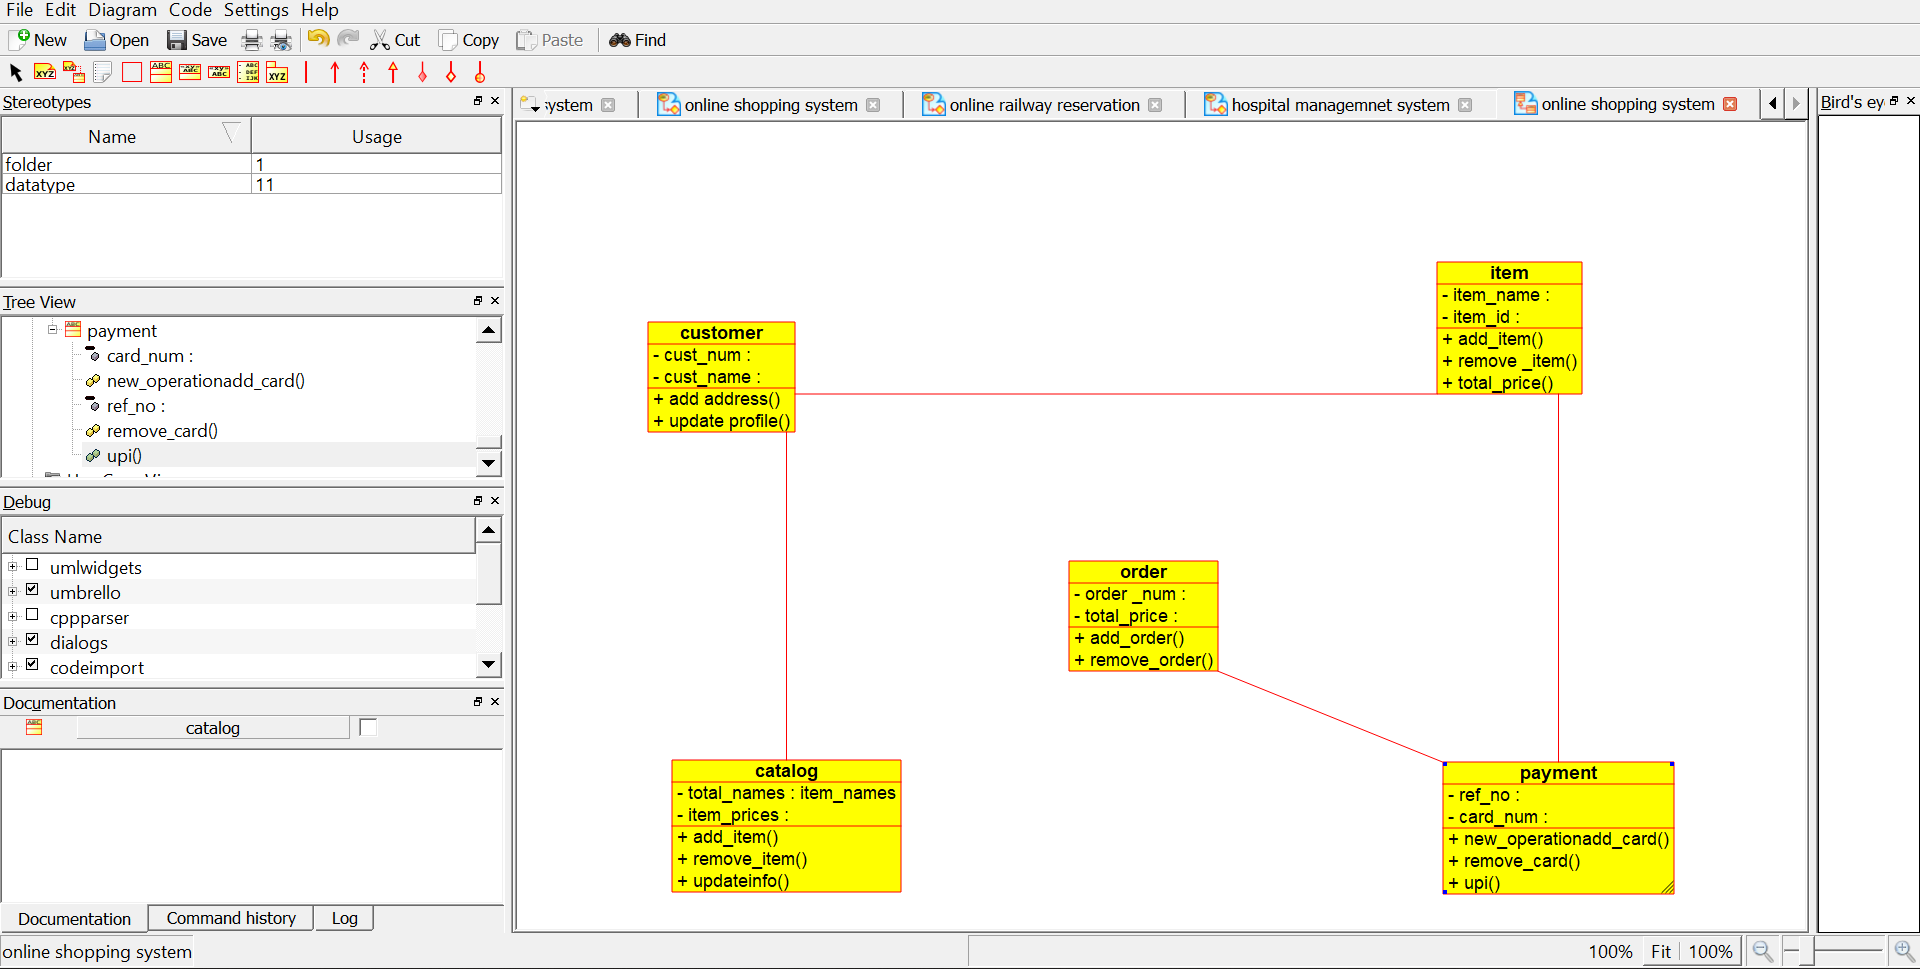 File Edit Diagram Code Settings Help
New Open Save Cut Copy Paste Find
Stereotypes
Name Usage
folder 1
datatype 11
Tree View
payment
card_num :
new_operationadd_card()
ref_no :
remove_card()
upi()
Debug
Class Name
umlwidgets
umbrello
cppparser
dialogs
codeimport
Documentation
catalog
Documentation Command history Log
online shopping system
ystem online shopping system online railway reservation hospital managemnet system online shopping system
Bird's ey
customer
- cust_num :
- cust_name :
+ add address()
+ update profile()
item
- item_name :
- item_id :
+ add_item()
+ remove _item()
+ total_price()
order
- order _num :
- total_price :
+ add_order()
+ remove_order()
catalog
- total_names : item_names
- item_prices :
+ add_item()
+ remove_item()
+ updateinfo()
payment
- ref_no :
- card_num :
+ new_operationadd_card()
+ remove_card()
+ upi()
100% Fit 100%